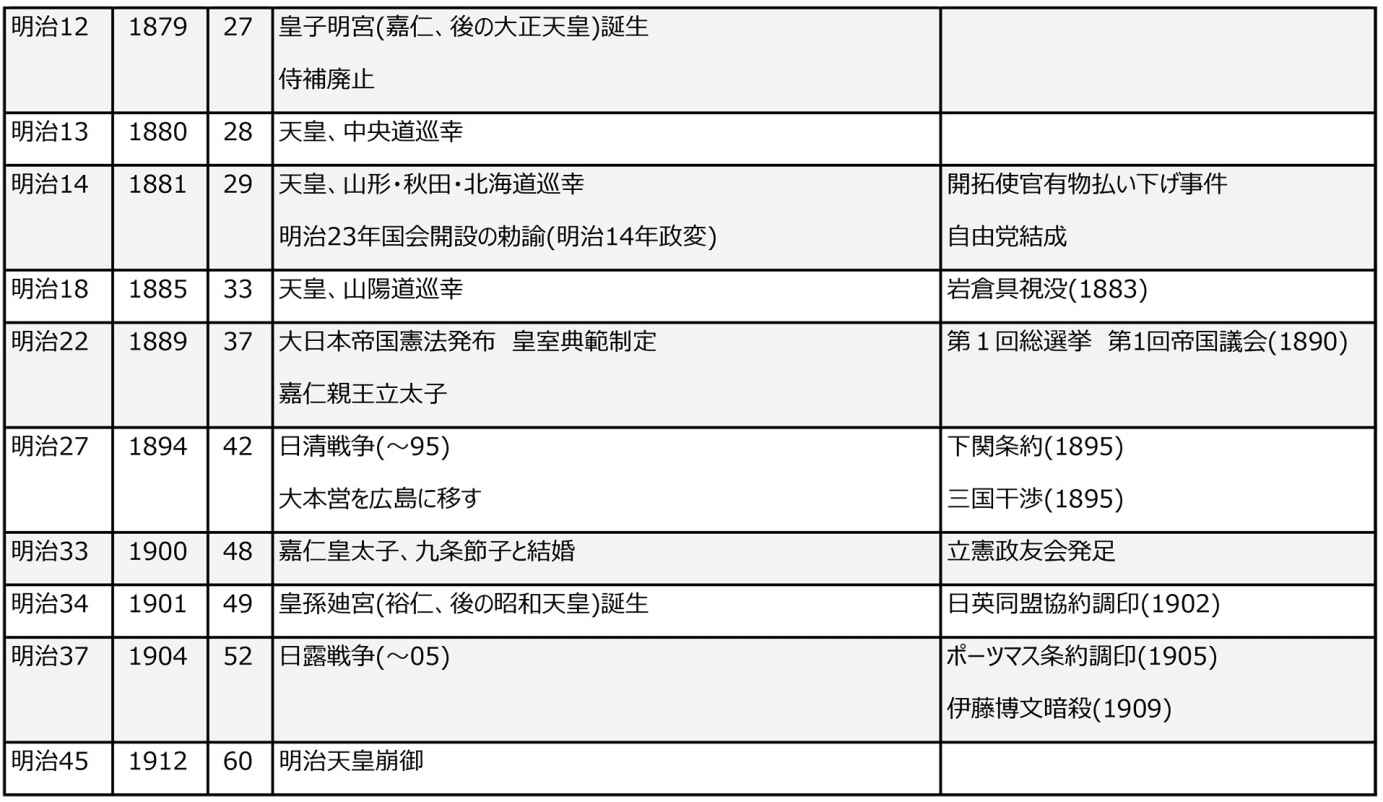 明治12 1879 27 皇子明宮(嘉仁、後の大正天皇)誕生
侍補廃止
明治13 1880 28 天皇、中央道巡幸
明治14 1881 29 天皇、山形・秋田・北海道巡幸 開拓使官有物払い下げ事件
明治23年国会開設の勅諭(明治14年政変) 自由党結成
明治18 1885 33 天皇、山陽道巡幸 岩倉具視没(1883)
明治22 1889 37 大日本帝国憲法発布　皇室典範制定 第１回総選挙　第1回帝国議会(1890)
嘉仁親王立太子
明治27 1894 42 日清戦争(～95) 下関条約(1895)
大本営を広島に移す 三国干渉(1895)
明治33 1900 48 嘉仁皇太子、九条節子と結婚 立憲政友会発足
明治34 1901 49 皇孫廸宮(裕仁、後の昭和天皇)誕生 日英同盟協約調印(1902)
明治37 1904 52 日露戦争(～05) ポーツマス条約調印(1905)
伊藤博文暗殺(1909)
明治45 1912 60 明治天皇崩御